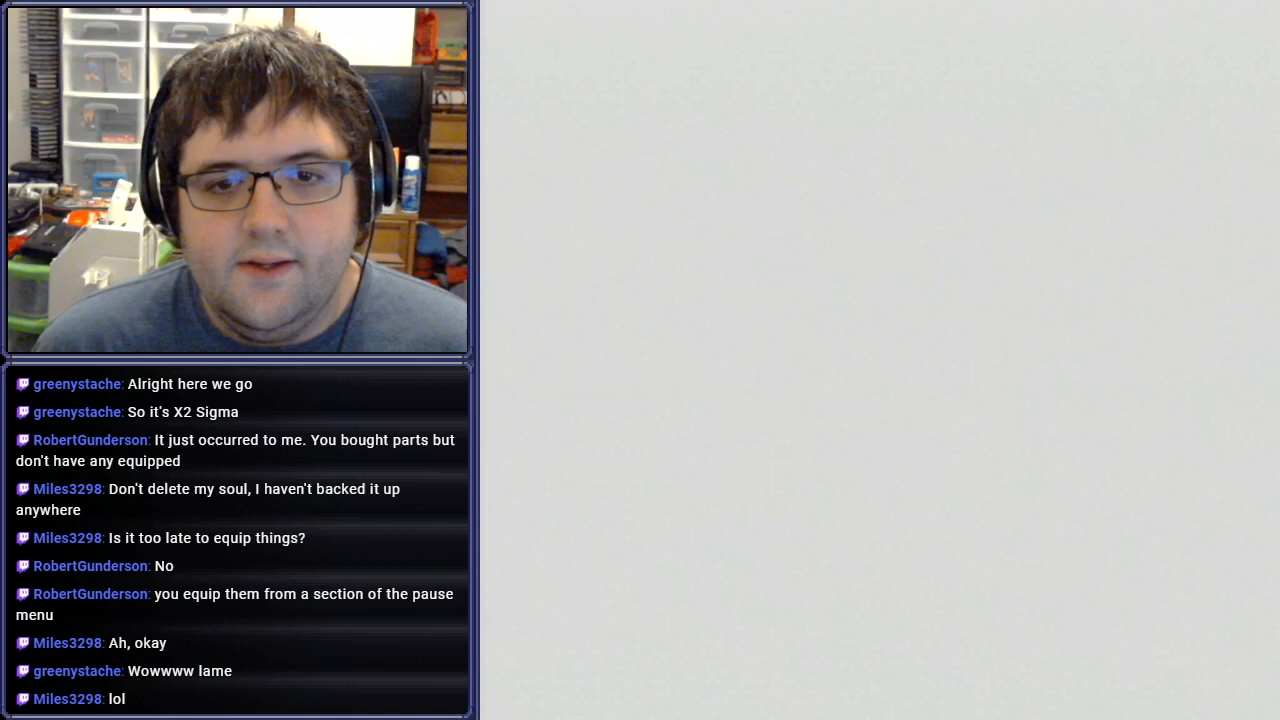 greenystache: Alright here we go
greenystache: So it's X2 Sigma
RobertGunderson: It just occurred to me. You bought parts but
don't have any equipped
Miles3298: Don't delete my soul, I haven't backed it up
anywhere
Miles3298: Is it too late to equip things?
RobertGunderson: No
RobertGunderson: you equip them from a section of the pause
menu
Miles3298: Ah, okay
greenystache: Wowwww lame
Miles3298: lol